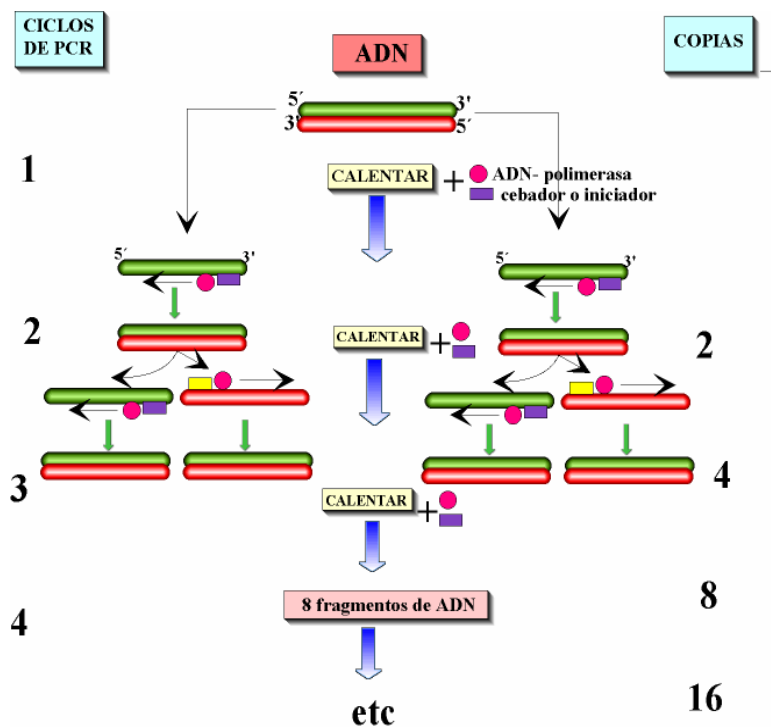 CICLOS
DE PCR
ADN
COPIAS
5´ 3'
3' 5´
1
CALENTAR + ADN- polimerasa
cebador o iniciador
5´ 3'
5´ 3'
2
CALENTAR +
2
3
4
CALENTAR +
8 fragmentos de ADN
8
4
etc
16